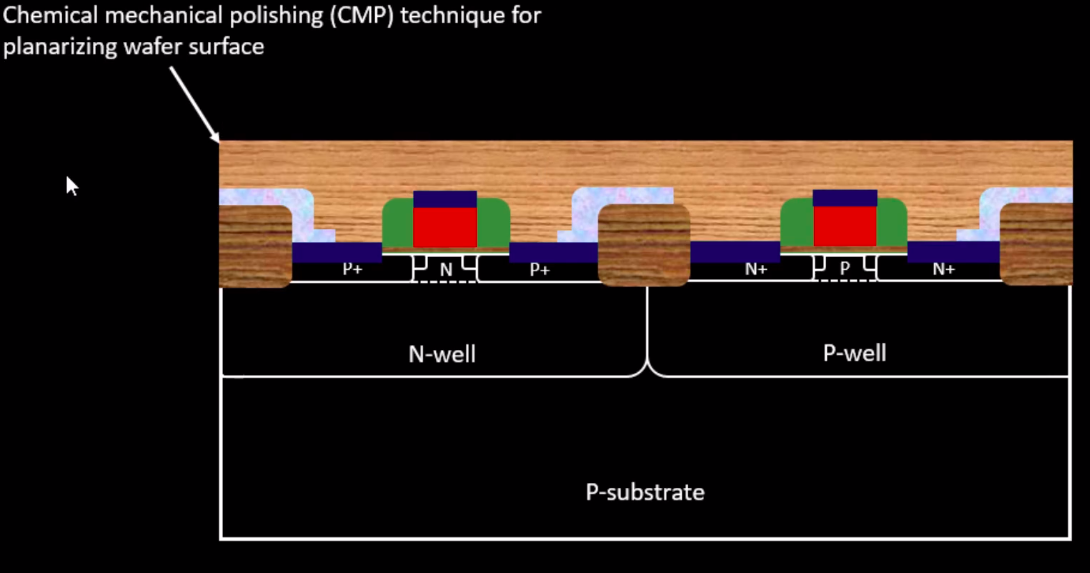 Chemical mechanical polishing (CMP) technique for
planarizing wafer surface
P+ N P+ N+ P N+
N-well P-well
P-substrate